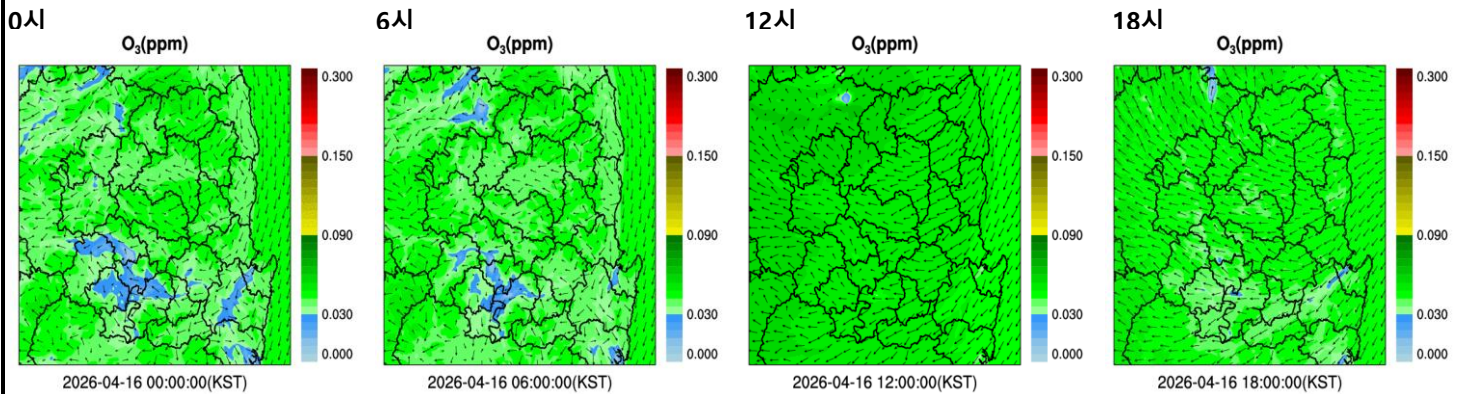 0시
O₃(ppm)
0.300
0.150
0.090
0.030
0.000
2026-04-16 00:00:00(KST)
6시
O₃(ppm)
0.300
0.150
0.090
0.030
0.000
2026-04-16 06:00:00(KST)
12시
O₃(ppm)
0.300
0.150
0.090
0.030
0.000
2026-04-16 12:00:00(KST)
18시
O₃(ppm)
0.300
0.150
0.090
0.030
0.000
2026-04-16 18:00:00(KST)